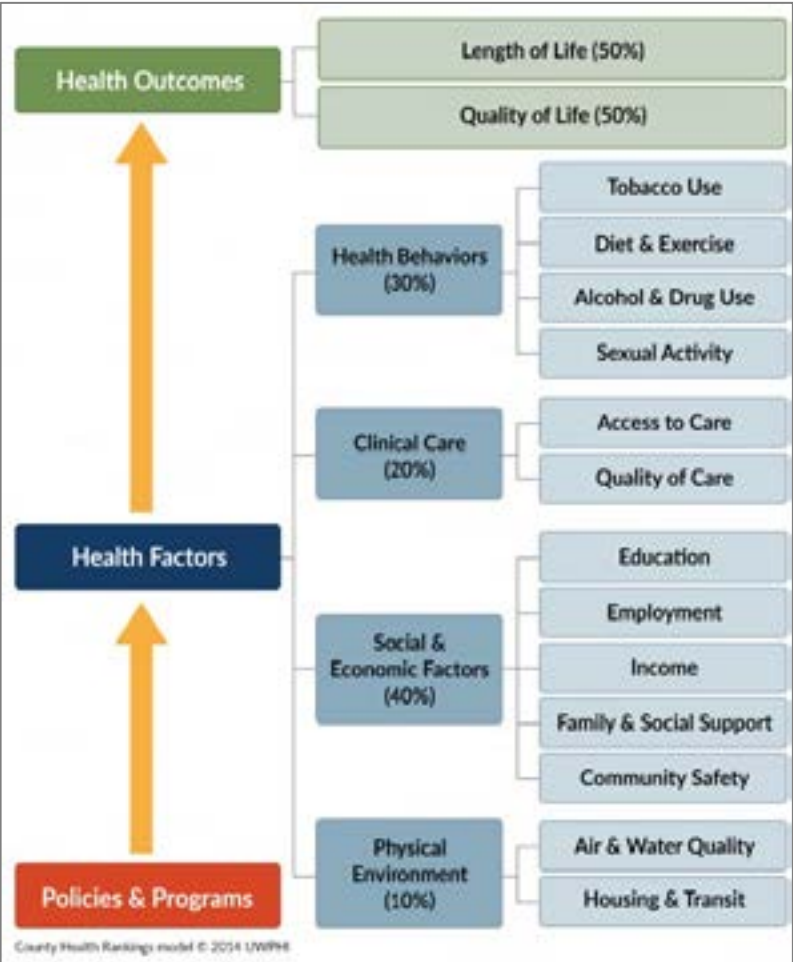 Health Outcomes
Length of Life (50%)
Quality of Life (50%)
Health Behaviors
(30%)
Tobacco Use
Diet & Exercise
Alcohol & Drug Use
Sexual Activity
Clinical Care
(20%)
Access to Care
Quality of Care
Health Factors
Social &
Economic Factors
(40%)
Education
Employment
Income
Family & Social Support
Community Safety
Physical
Environment
(10%)
Air & Water Quality
Housing & Transit
Policies & Programs
County Health Rankings model © 2014 UWPHI